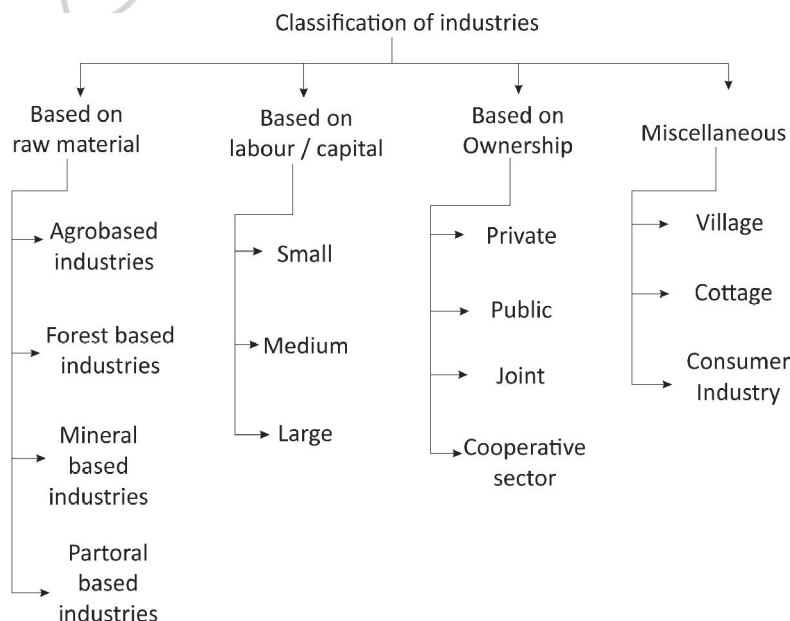 Classification of industries
Based on
raw material
Agrobased
industries
Forest based
industries
Mineral
based
industries
Partoral
based
industries
Based on
labour / capital
Small
Medium
Large
Based on
Ownership
Private
Public
Joint
Cooperative
sector
Miscellaneous
Village
Cottage
Consumer
Industry